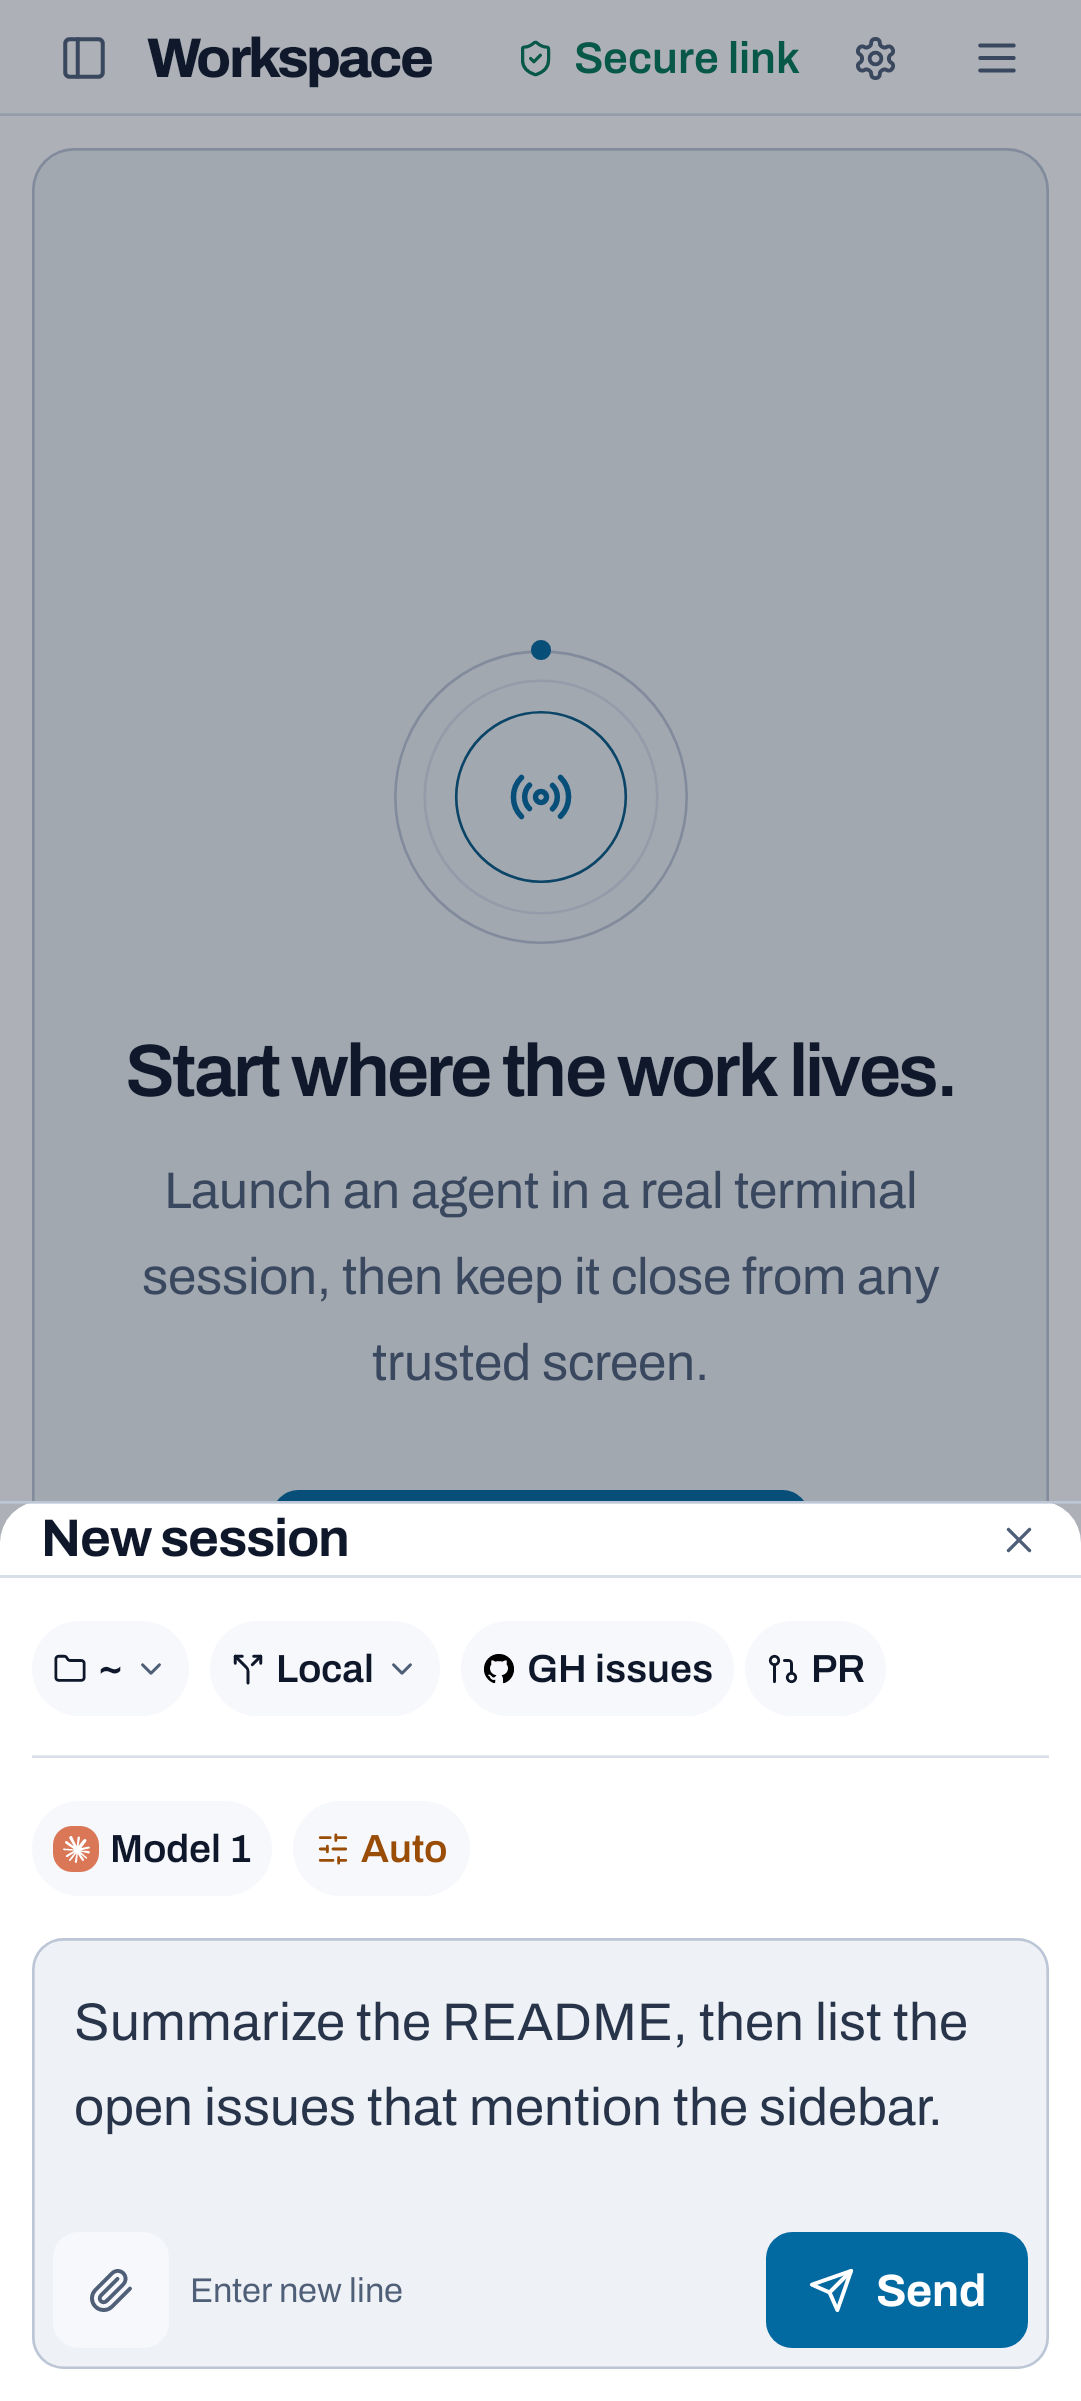 Workspace
Secure link
Start where the work lives.
Launch an agent in a real terminal
session, then keep it close from any
trusted screen.
New session
~
Local
GH issues
PR
Model 1
Auto
Summarize the README, then list the
open issues that mention the sidebar.
Enter new line
Send